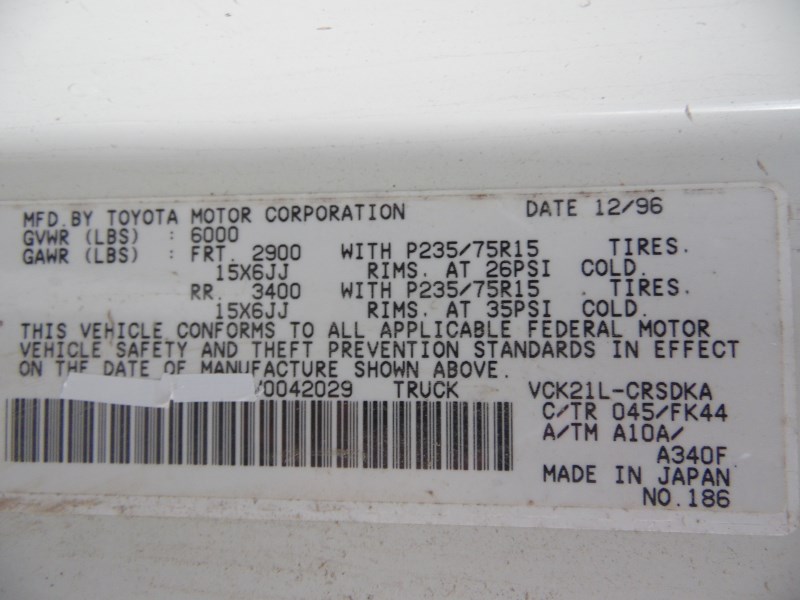 MFD. BY TOYOTA MOTOR CORPORATION DATE 12/96
GVWR (LBS) : 6000
GAWR (LBS) : FRT. 2900 WITH P235/75R15 TIRES.
15X6JJ RIMS. AT 26PSI COLD.
RR. 3400 WITH P235/75R15 TIRES.
15X6JJ RIMS. AT 35PSI COLD.
THIS VEHICLE CONFORMS TO ALL APPLICABLE FEDERAL MOTOR
VEHICLE SAFETY AND THEFT PREVENTION STANDARDS IN EFFECT
ON THE DATE OF MANUFACTURE SHOWN ABOVE.
0042029 TRUCK VCK21L-CRSDKA
C/TR 045/FK44
A/TM A10A/
A340F
MADE IN JAPAN
NO.186